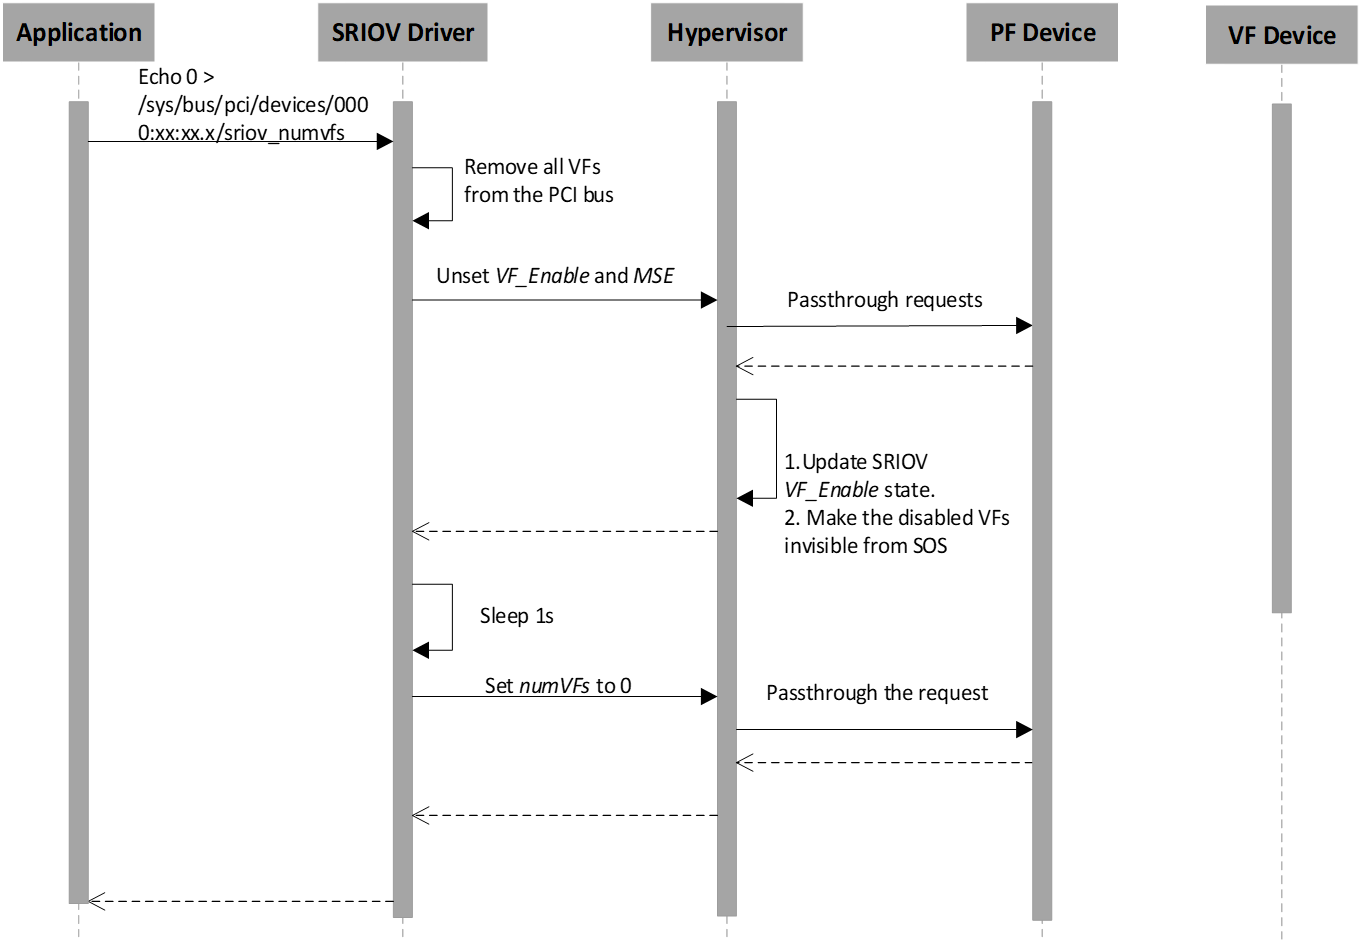 Application
SRIOV Driver
Hypervisor
PF Device
VF Device
Echo 0 >
/sys/bus/pci/devices/000
0:xx:xx.x/sriov_numvfs
Remove all VFs
from the PCI bus
Unset VF_Enable and MSE
Passthrough requests
1.Update SRIOV
VF_Enable state.
2. Make the disabled VFs
invisible from SOS
Sleep 1s
Set numVFs to 0
Passthrough the request